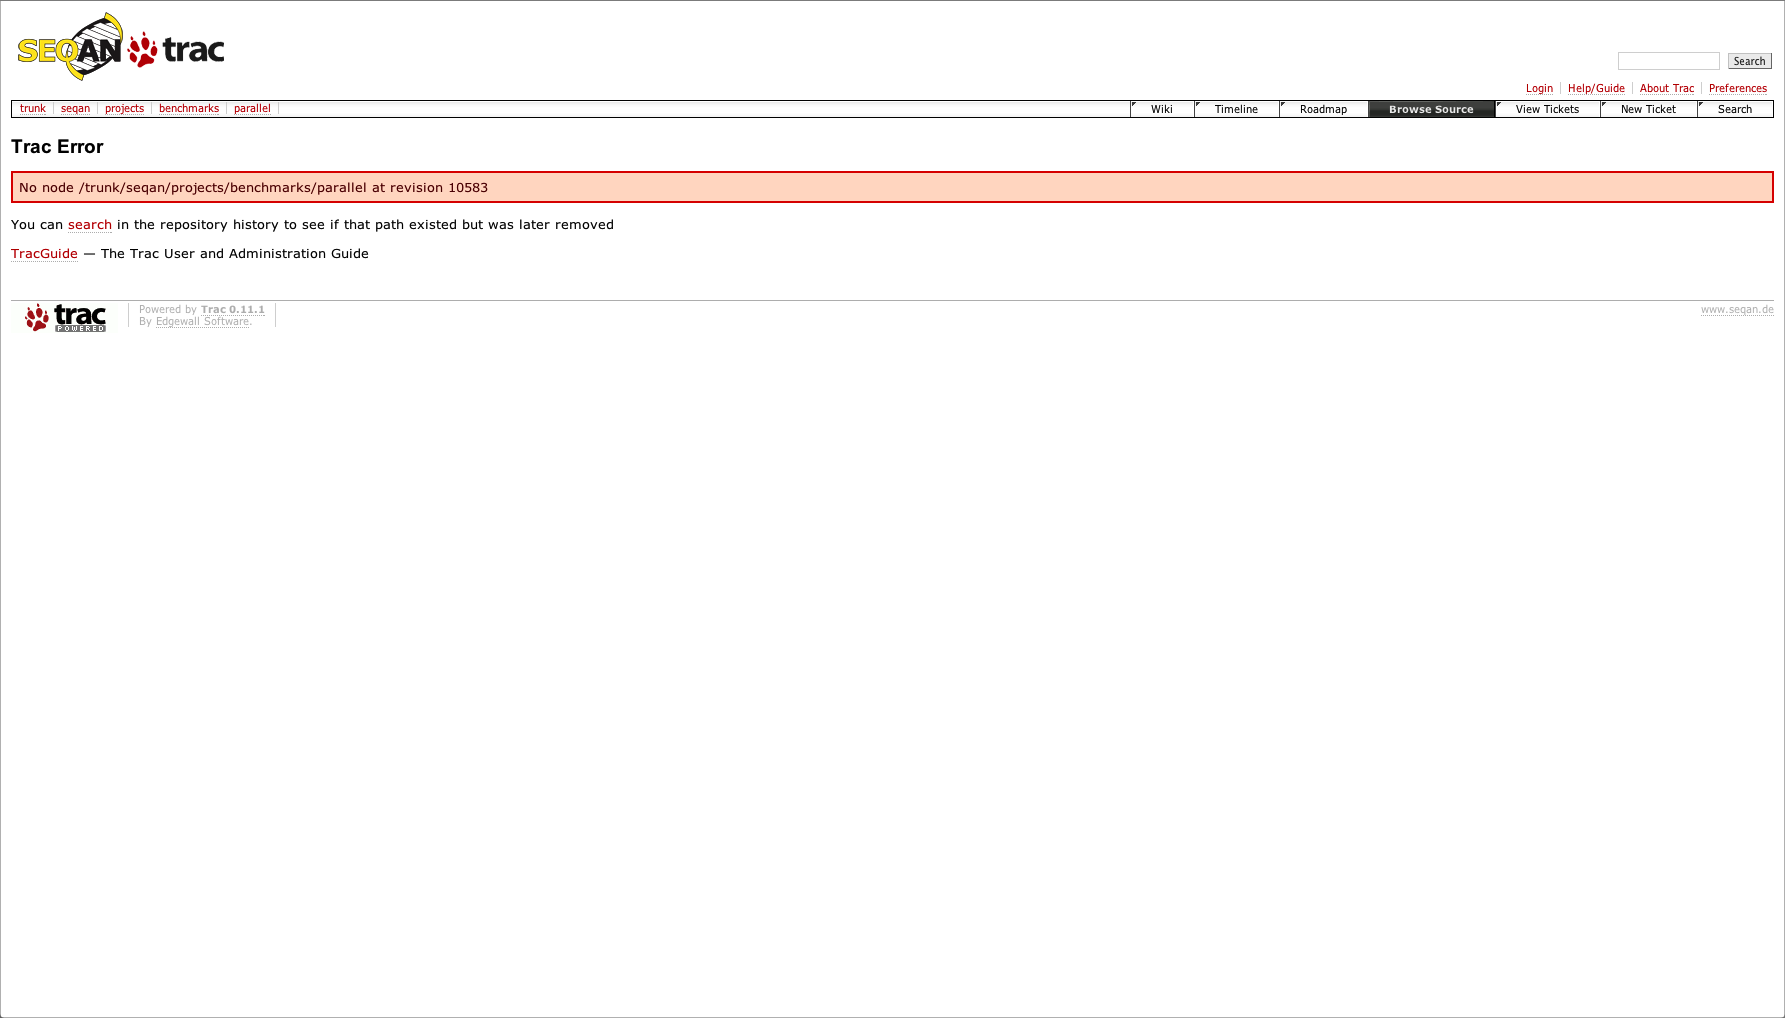 SEQAN trac
Search
Login Help/Guide About Trac Preferences
trunk seqan projects benchmarks parallel
Wiki Timeline Roadmap Browse Source View Tickets New Ticket Search
Trac Error
No node /trunk/seqan/projects/benchmarks/parallel at revision 10583
You can search in the repository history to see if that path existed but was later removed
TracGuide — The Trac User and Administration Guide
trac
POWERED
Powered by Trac 0.11.1
By Edgewall Software.
www.seqan.de